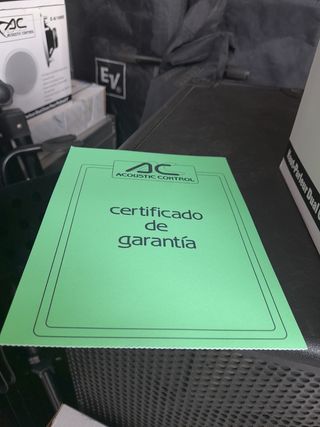 AC
ACOUSTIC CONTROL
EV
AC
ACOUSTIC CONTROL
certificado
de
garantía